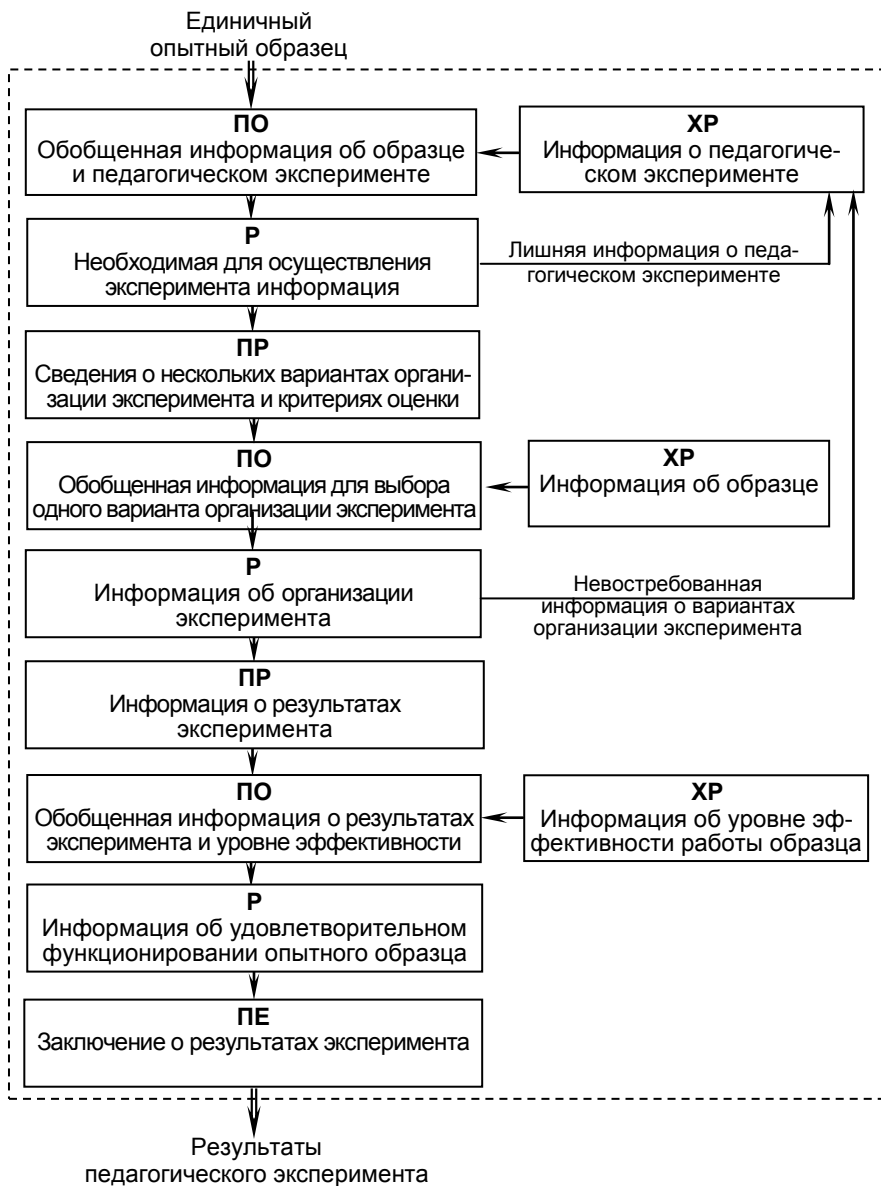 Единичный
опытный образец
ПО
Обобщенная информация об образце
и педагогическом эксперименте
ХР
Информация о педагогиче-
ском эксперименте
Р
Необходимая для осуществления
эксперимента информация
Лишняя информация о педа-
гогическом эксперименте
ПР
Сведения о нескольких вариантах органи-
зации эксперимента и критериях оценки
ПО
Обобщенная информация для выбора
одного варианта организации эксперимента
ХР
Информация об образце
Р
Информация об организации
эксперимента
Невостребованная
информация о вариантах
организации эксперимента
ПР
Информация о результатах
эксперимента
ПО
Обобщенная информация о результатах
эксперимента и уровне эффективности
ХР
Информация об уровне эф-
фективности работы образца
Р
Информация об удовлетворительном
функционировании опытного образца
ПЕ
Заключение о результатах эксперимента
Результаты
педагогического эксперимента